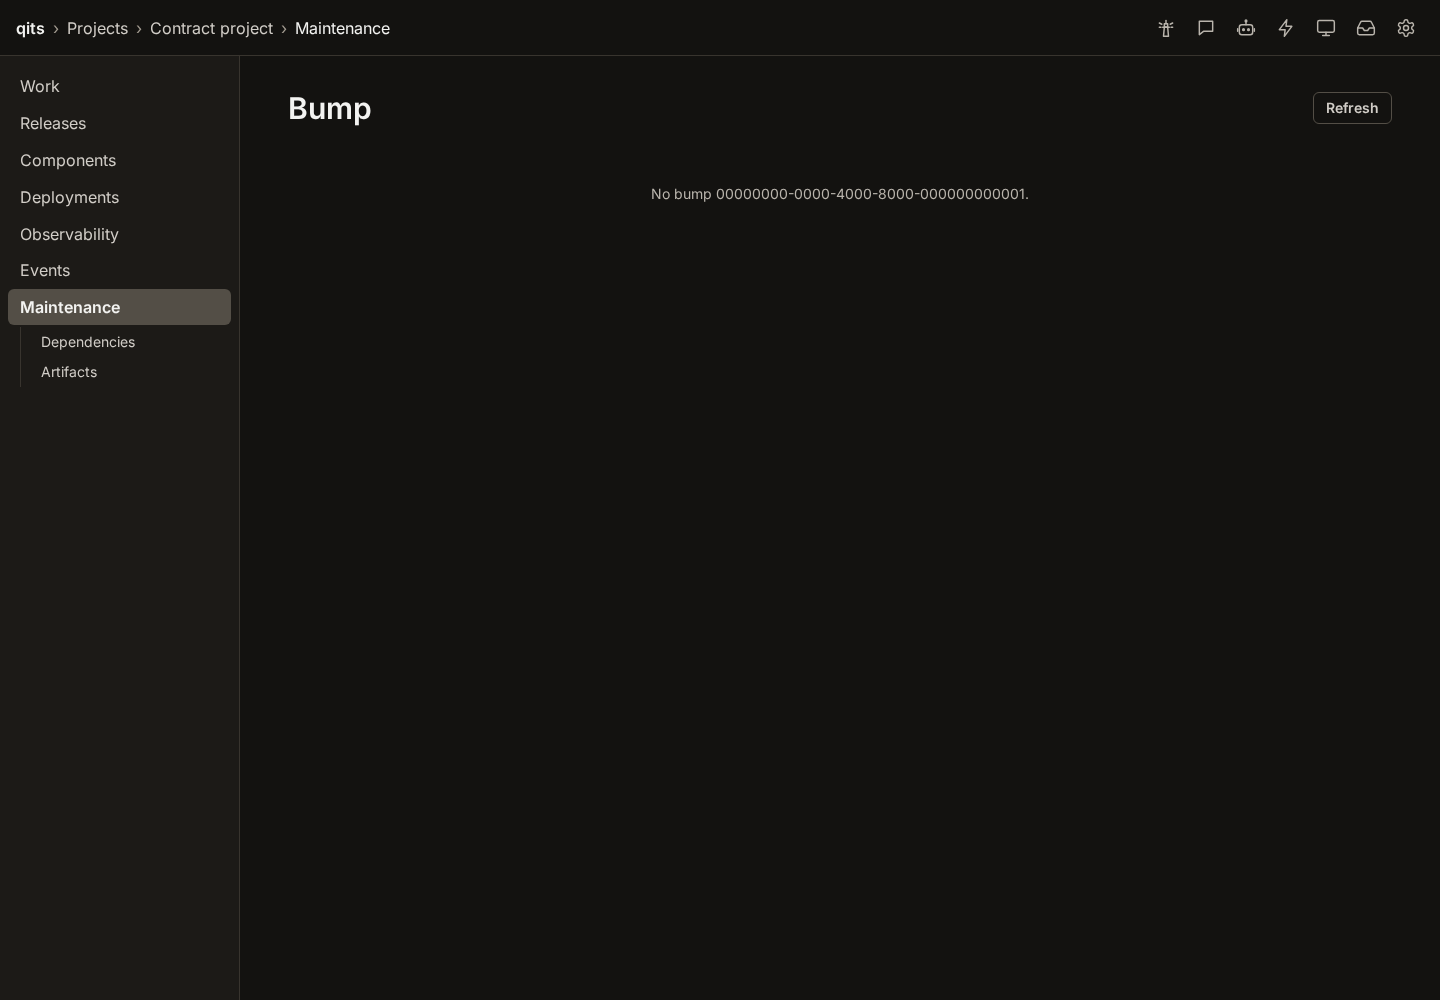 qits › Projects › Contract project › Maintenance
Work
Releases
Components
Deployments
Observability
Events
Maintenance
Dependencies
Artifacts
Bump
Refresh
No bump 00000000-0000-4000-8000-000000000001.